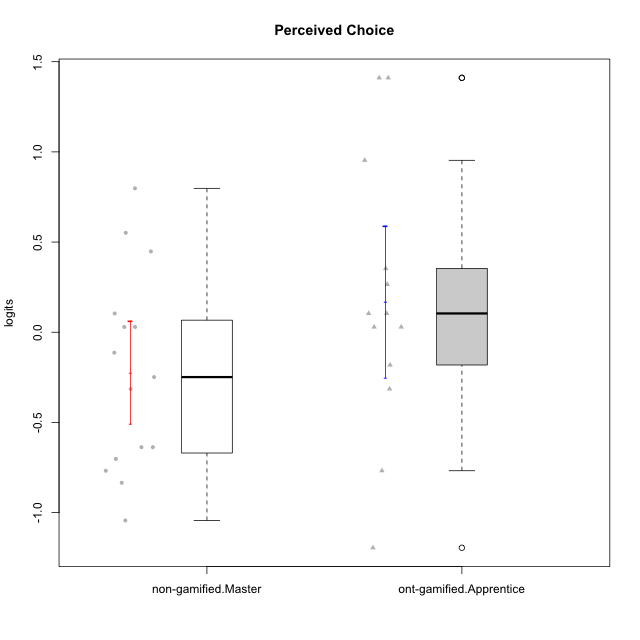 Perceived Choice
logits
1.5
1.0
0.5
0.0
-0.5
-1.0
non-gamified.Master
ont-gamified.Apprentice